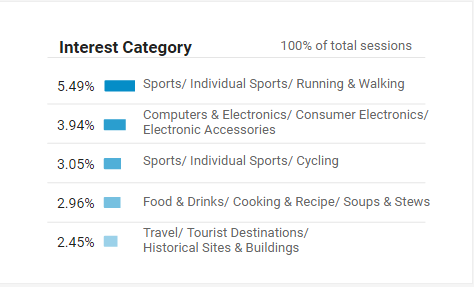 Interest Category 100% of total sessions
5.49% Sports/ Individual Sports/ Running & Walking
3.94% Computers & Electronics/ Consumer Electronics/
Electronic Accessories
3.05% Sports/ Individual Sports/ Cycling
2.96% Food & Drinks/ Cooking & Recipe/ Soups & Stews
2.45% Travel/ Tourist Destinations/
Historical Sites & Buildings